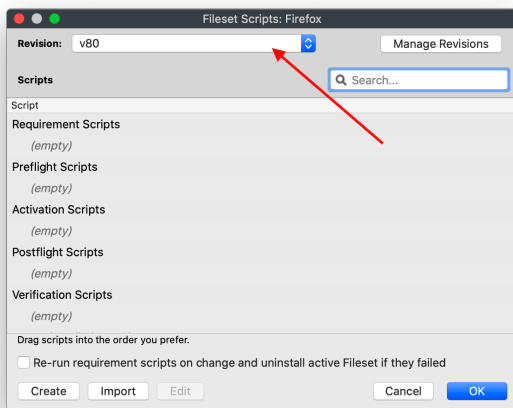 Fileset Scripts: Firefox
Revision: v80 Manage Revisions
Scripts Search...
Script
Requirement Scripts
(empty)
Preflight Scripts
(empty)
Activation Scripts
(empty)
Postflight Scripts
(empty)
Verification Scripts
(empty)
Drag scripts into the order you prefer.
Re-run requirement scripts on change and uninstall active Fileset if they failed
Create Import Edit Cancel OK